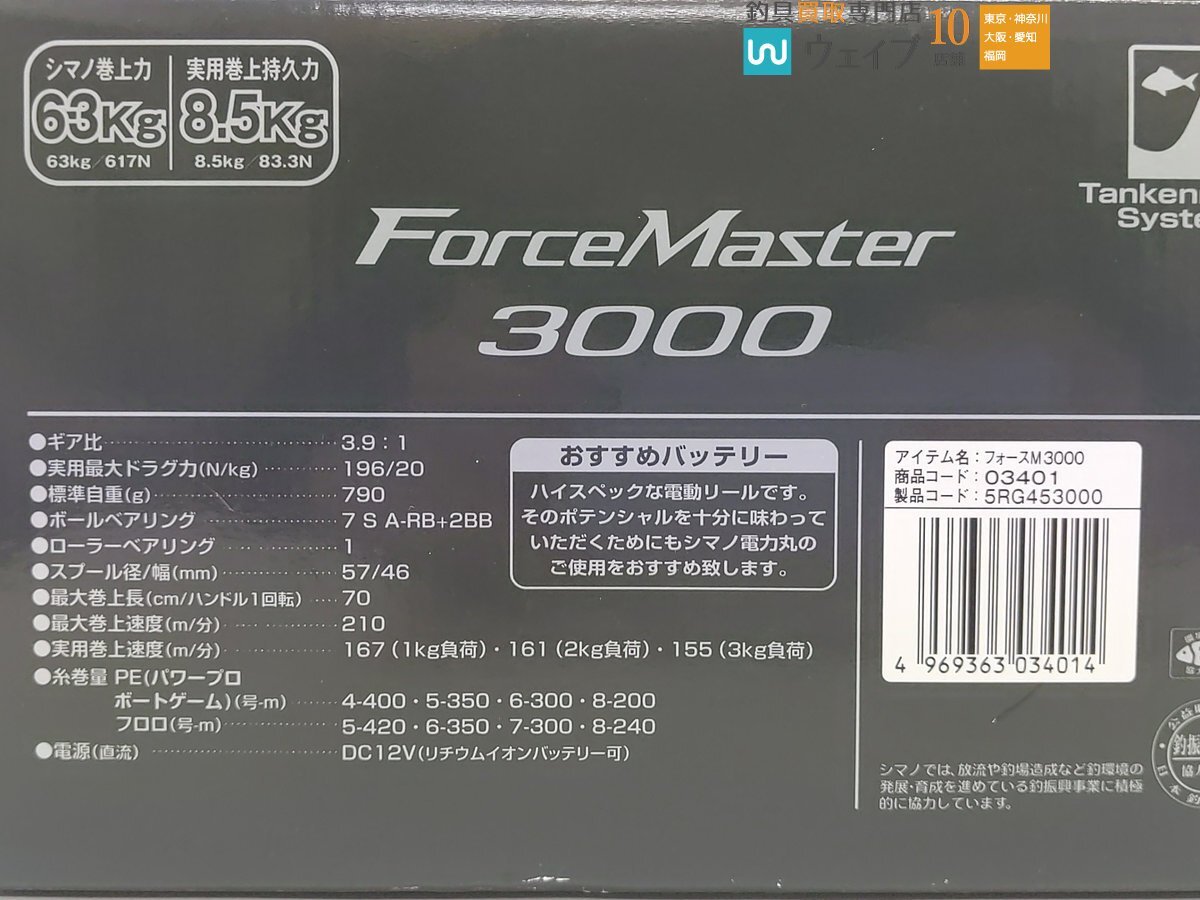 釣具買取専門店
ウェイブ
10
店舗
東京・神奈川
大阪・愛知
福岡
シマノ巻上力
63Kg
63kg/617N
実用巻上持久力
8.5Kg
8.5kg/83.3N
Tanken
Syste
ForceMaster
3000
●ギア比 3.9:1
●実用最大ドラグ力(N/kg) 196/20
●標準自重(g) 790
●ボールベアリング 7 S A-RB+2BB
●ローラーベアリング 1
●スプール径/幅(mm) 57/46
●最大巻上長(cm/ハンドル1回転) 70
●最大巻上速度(m/分) 210
●実用巻上速度(m/分) 167(1kg負荷)・161(2kg負荷)・155(3kg負荷)
●糸巻量 PE(パワープロ
ボートゲーム)(号-m) 4-400・5-350・6-300・8-200
フロロ(号-m) 5-420・6-350・7-300・8-240
●電源(直流) DC12V(リチウムイオンバッテリー可)
おすすめバッテリー
ハイスペックな電動リールです。
そのポテンシャルを十分に味わって
いただくためにもシマノ電力丸の
ご使用をおすすめ致します。
アイテム名:フォースM3000
商品コード:03401
製品コード:5RG453000
4 969363 034014
シマノでは、放流や釣場造成など釣環境の
発展・育成を進めている釣振興事業に積極
的に協力しています。